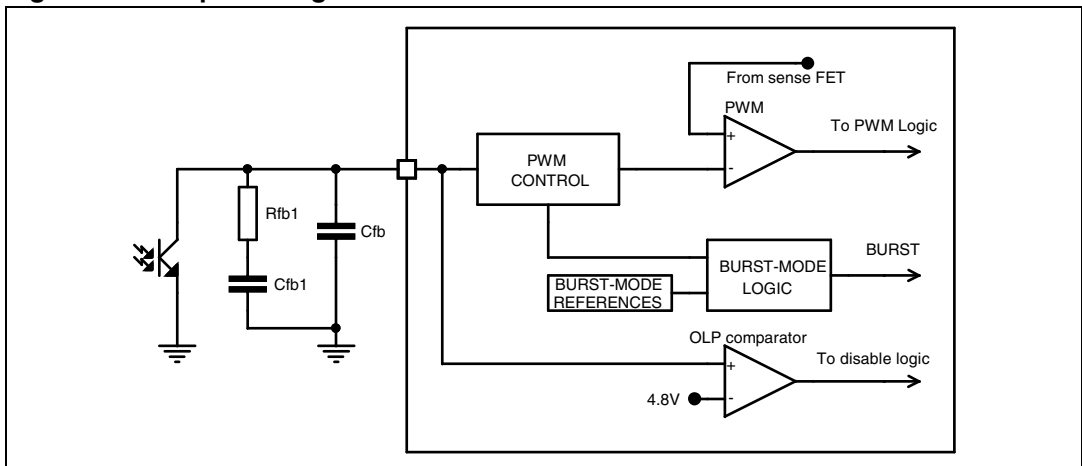 From sense FET
PWM
To PWM Logic
+
-
PWM
CONTROL
Rfb1
Cfb
Cfb1
BURST
BURST-MODE
LOGIC
BURST-MODE
REFERENCES
OLP comparator
To disable logic
+
4.8V
-